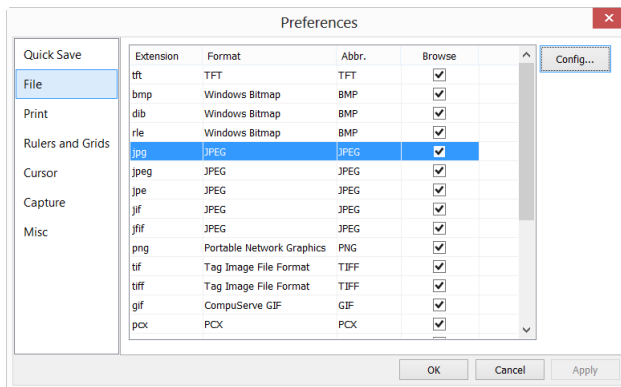 Preferences
Quick Save
File
Print
Rulers and Grids
Cursor
Capture
Misc
Extension Format Abbr. Browse
tft TFT TFT
bmp Windows Bitmap BMP
dib Windows Bitmap BMP
rle Windows Bitmap BMP
jpg JPEG JPEG
jpeg JPEG JPEG
jpe JPEG JPEG
jif JPEG JPEG
jfif JPEG JPEG
png Portable Network Graphics PNG
tif Tag Image File Format TIFF
tiff Tag Image File Format TIFF
gif CompuServe GIF GIF
pcx PCX PCX
Config...
OK Cancel Apply